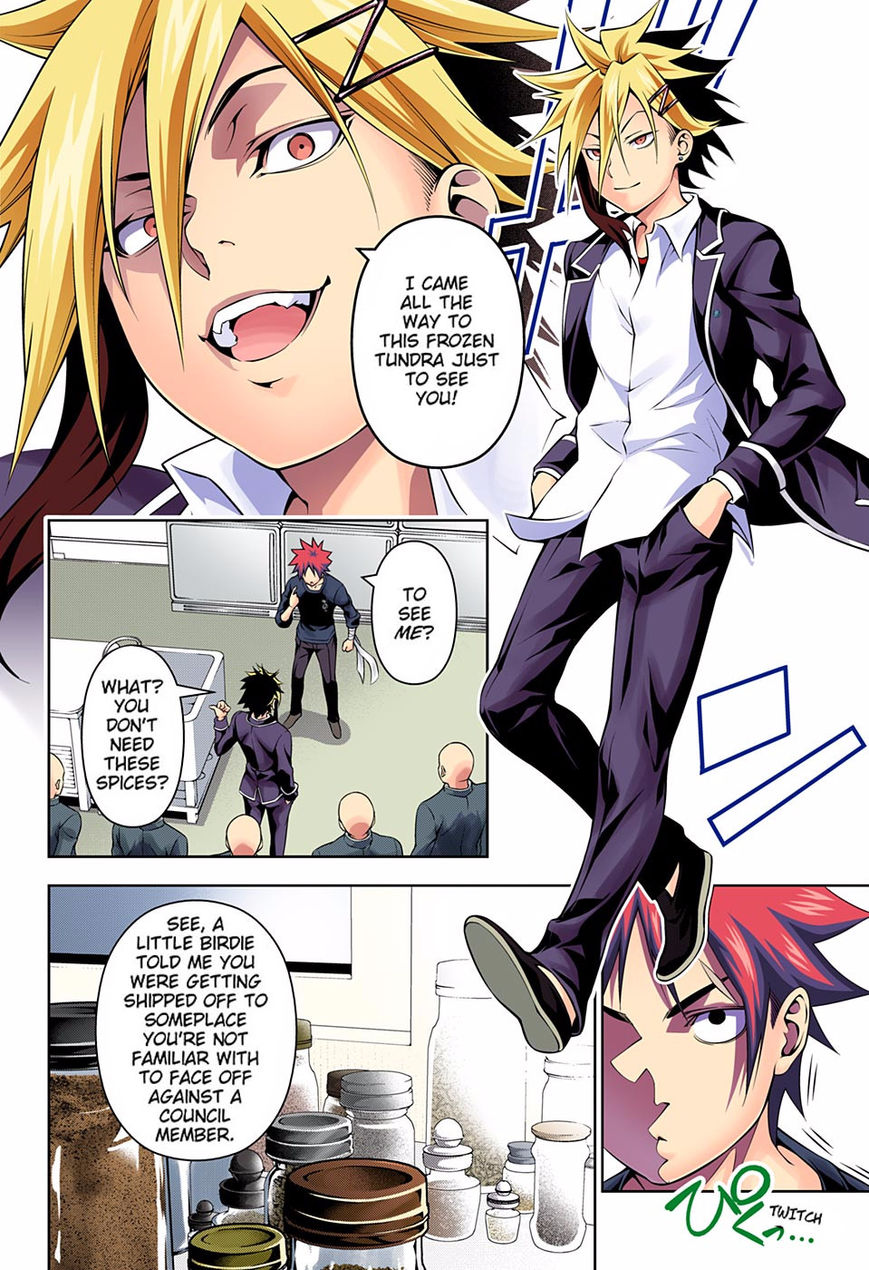 I CAME
ALL THE
WAY TO
THIS FROZEN
TUNDRA JUST
TO SEE
YOU!
TO
SEE
ME?
WHAT?
YOU
DON'T
NEED
THESE
SPICES?
SEE, A
LITTLE BIRDIE
TOLD ME YOU
WERE GETTING
SHIPPED OFF TO
SOMEPLACE
YOU'RE NOT
FAMILIAR WITH
TO FACE OFF
AGAINST A
COUNCIL
MEMBER.
ぴく...
TWITCH